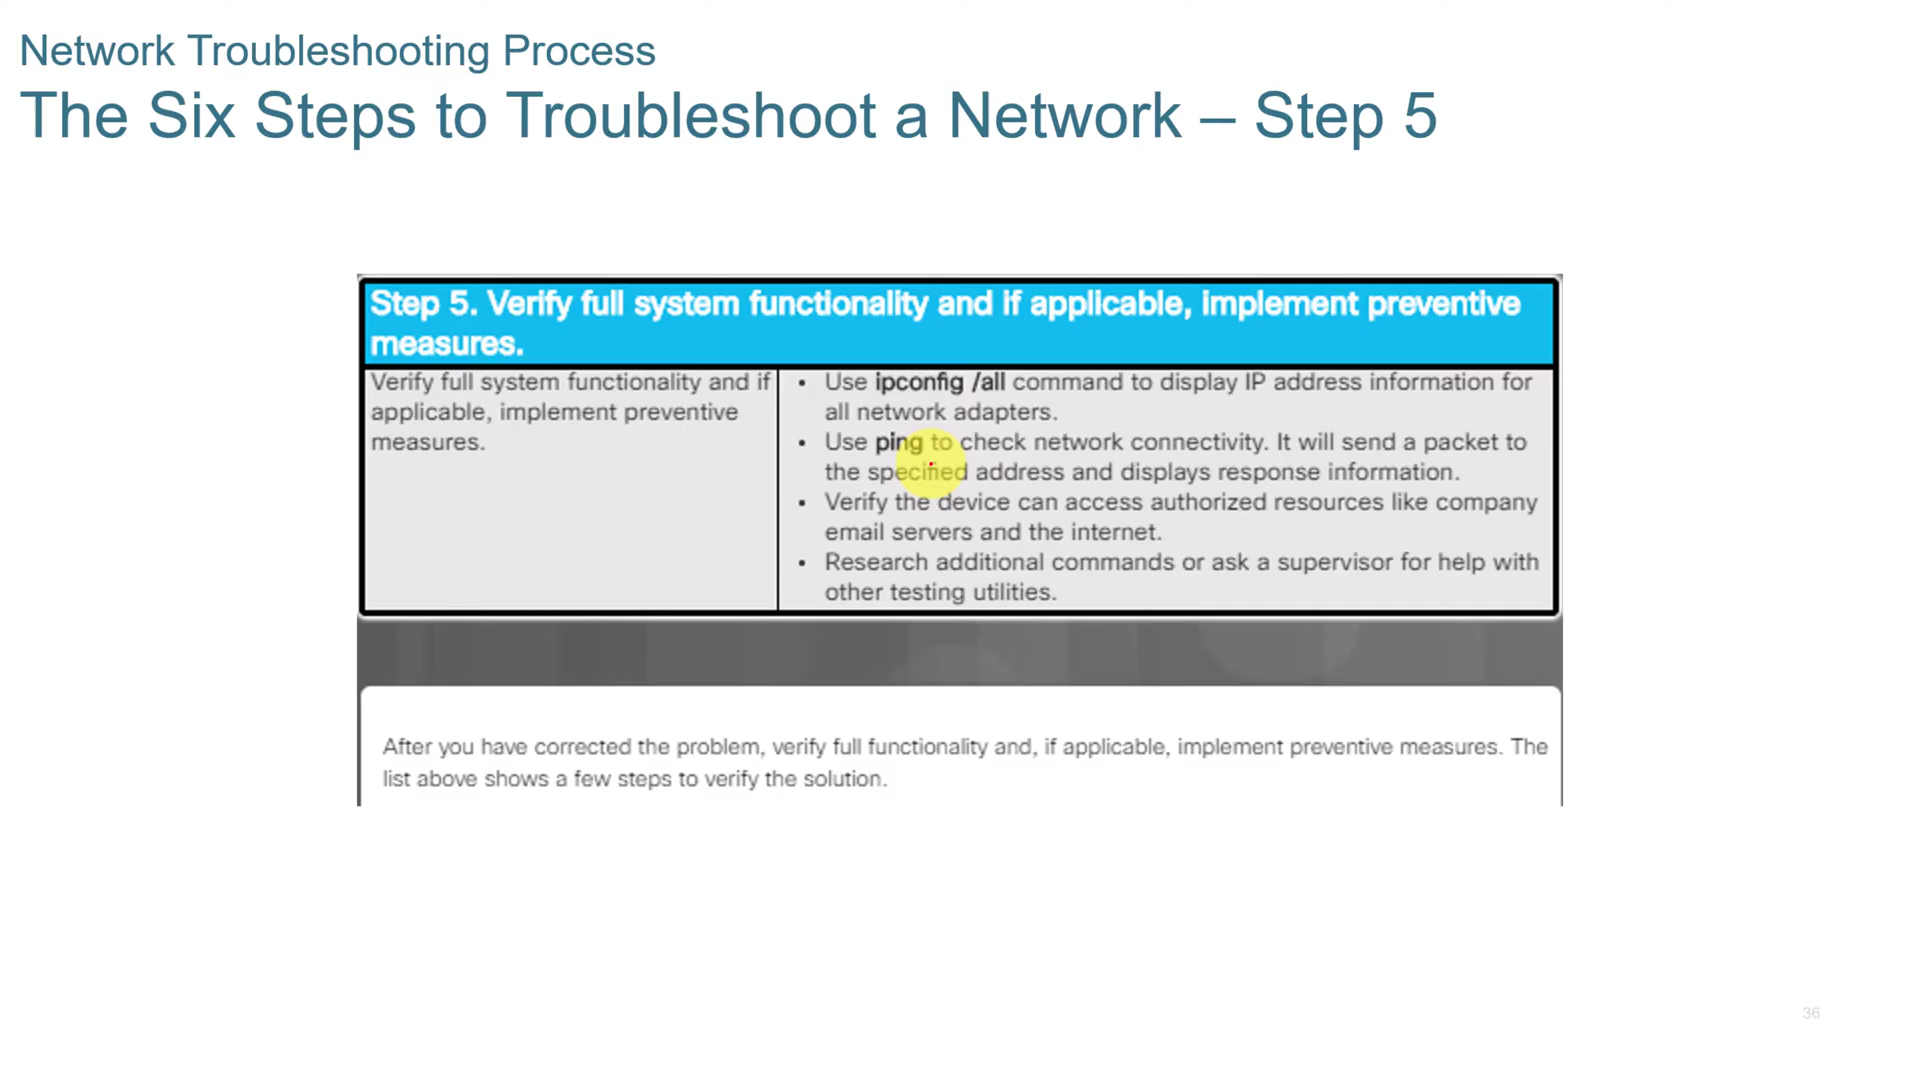 Network Troubleshooting Process
The Six Steps to Troubleshoot a Network – Step 5
Step 5. Verify full system functionality and if applicable, implement preventive
measures.
Verify full system functionality and if
applicable, implement preventive
measures.
• Use ipconfig /all command to display IP address information for
all network adapters.
• Use ping to check network connectivity. It will send a packet to
the specified address and displays response information.
• Verify the device can access authorized resources like company
email servers and the internet.
• Research additional commands or ask a supervisor for help with
other testing utilities.
After you have corrected the problem, verify full functionality and, if applicable, implement preventive measures. The
list above shows a few steps to verify the solution.
36